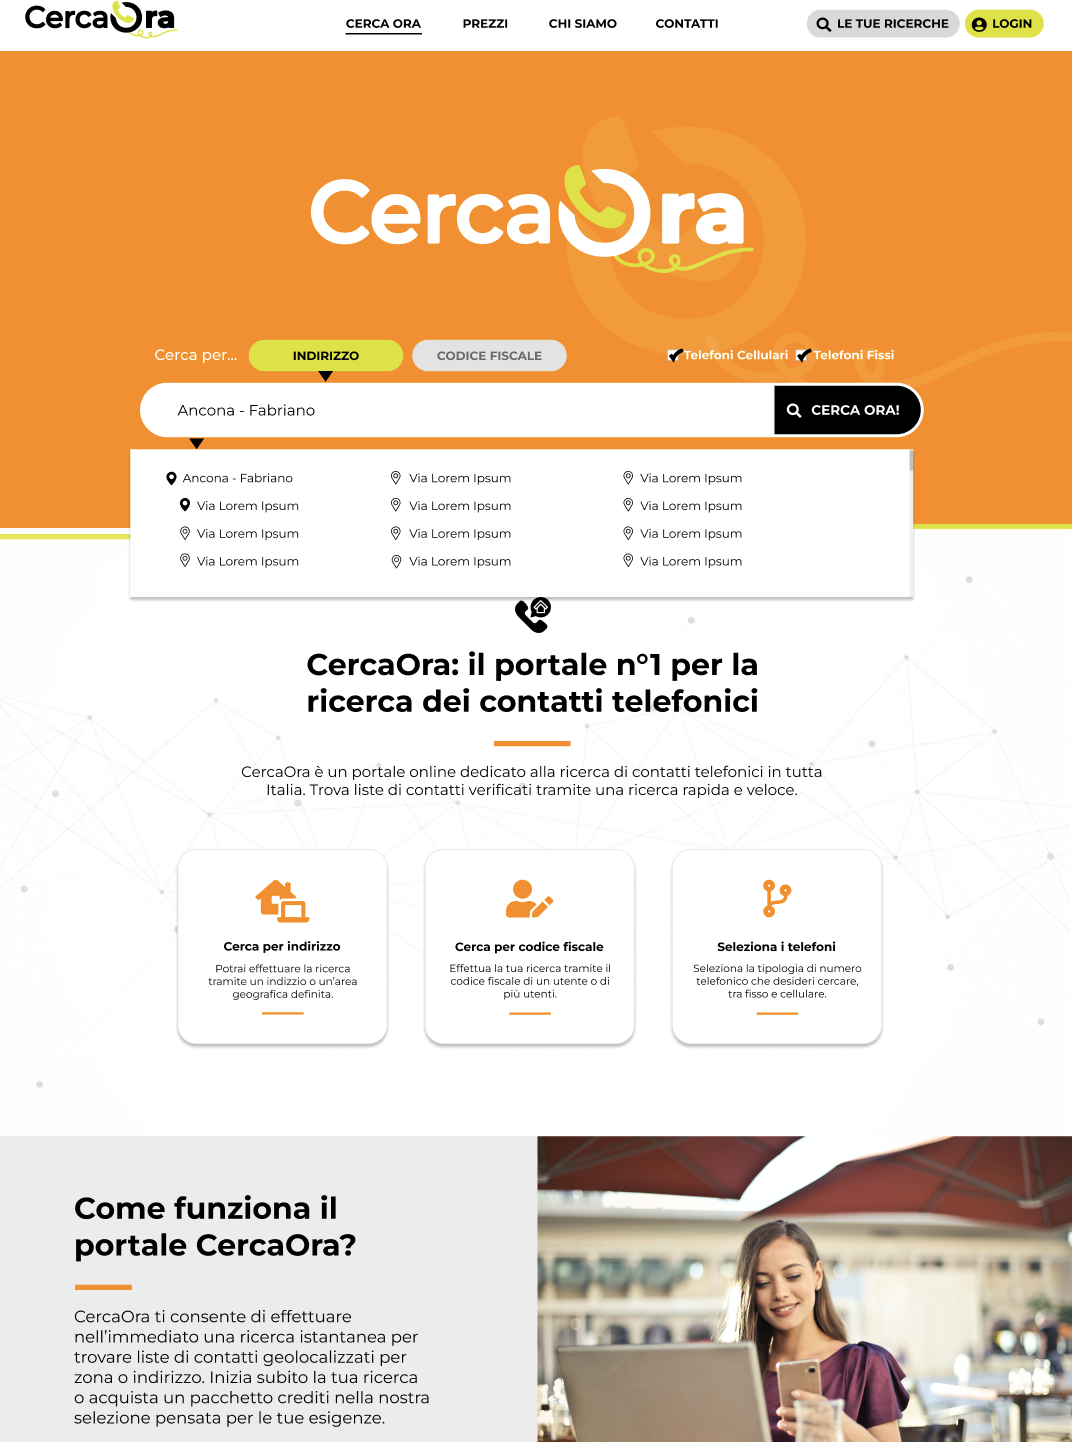 CercaOra
CERCA ORA
PREZZI
CHI SIAMO
CONTATTI
LE TUE RICERCHE
LOGIN
CercaOra
Cerca per...
INDIRIZZO
CODICE FISCALE
Telefoni Cellulari
Telefoni Fissi
Ancona - Fabriano
CERCA ORA!
Ancona - Fabriano
Via Lorem Ipsum
Via Lorem Ipsum
Via Lorem Ipsum
Via Lorem Ipsum
Via Lorem Ipsum
Via Lorem Ipsum
Via Lorem Ipsum
Via Lorem Ipsum
Via Lorem Ipsum
Via Lorem Ipsum
Via Lorem Ipsum
CercaOra: il portale n°1 per la
ricerca dei contatti telefonici
CercaOra è un portale online dedicato alla ricerca di contatti telefonici in tutta
Italia. Trova liste di contatti verificati tramite una ricerca rapida e veloce.
Cerca per indirizzo
Potrai effettuare la ricerca
tramite un indizzio o un'area
geografica definita.
Cerca per codice fiscale
Effettua la tua ricerca tramite il
codice fiscale di un utente o di
più utenti.
Seleziona i telefoni
Seleziona la tipologia di numero
telefonico che desideri cercare,
tra fisso e cellulare.
Come funziona il
portale CercaOra?
CercaOra ti consente di effettuare
nell'immediato una ricerca istantanea per
trovare liste di contatti geolocalizzati per
zona o indirizzo. Inizia subito la tua ricerca
o acquista un pacchetto crediti nella nostra
selezione pensata per le tue esigenze.